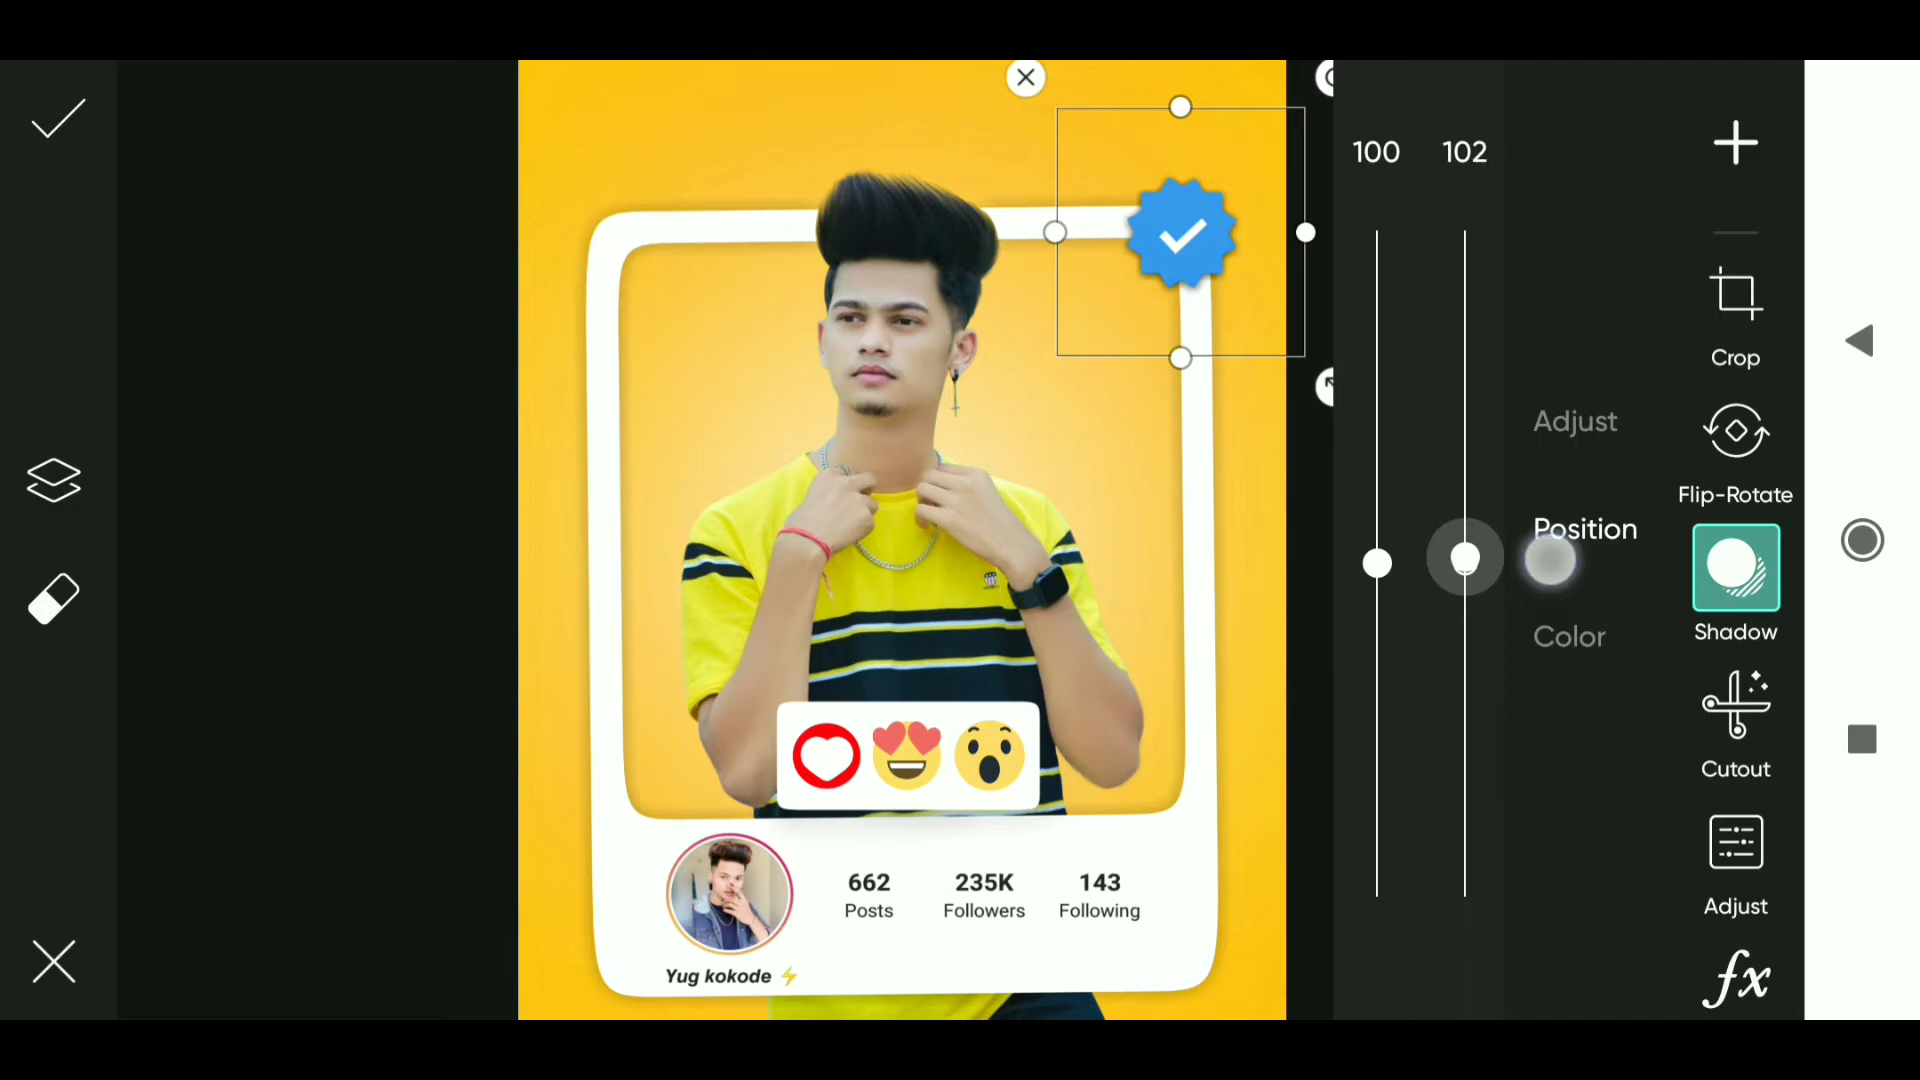 100 102
Crop
Adjust
Flip-Rotate
Position
Shadow
Color
Cutout
662 235K 143
Posts Followers Following
Adjust
Yug kokode ⚡
fx